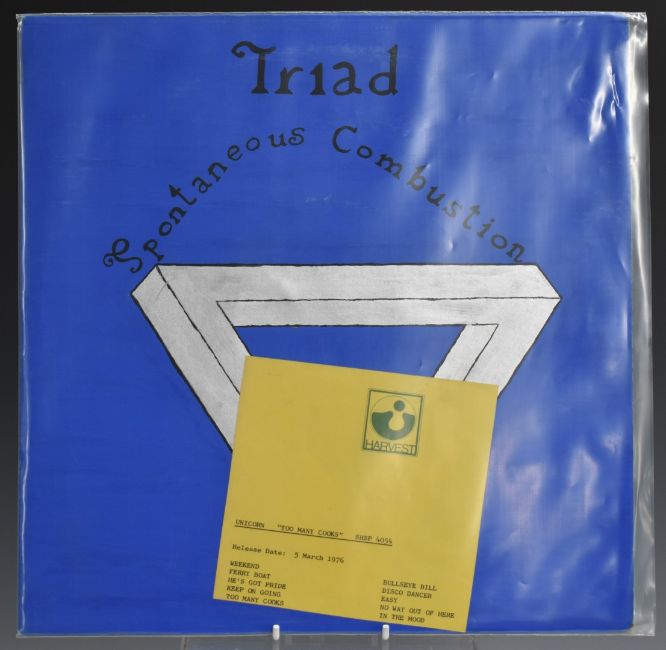 Triad
Spontaneous Combustion
HARVEST
UNICORN "TOO MANY COOKS" SHSP 4054
Release Date: 5 March 1976
WEEKEND
FERRY BOAT
HE'S GOT PRIDE
KEEP ON GOING
TOO MANY COOKS
BULLSEYE BILL
DISCO DANCER
EASY
NO WAY OUT OF HERE
IN THE MOOD